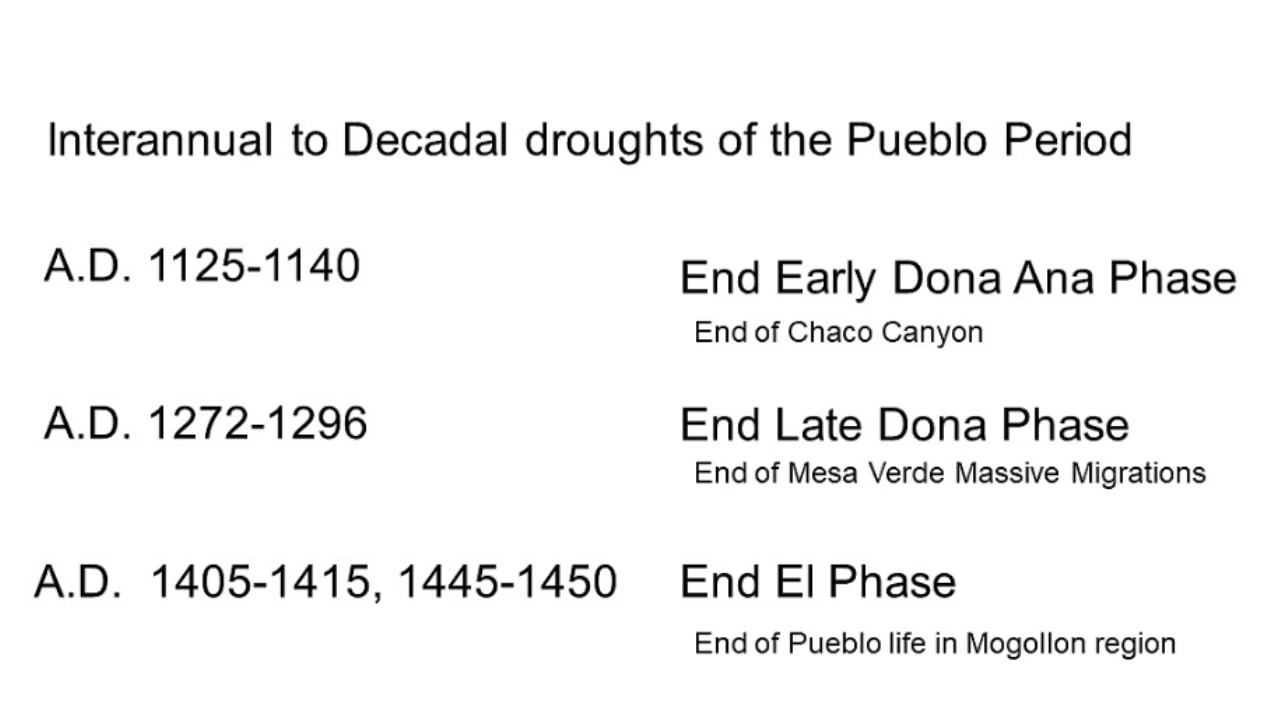 Interannual to Decadal droughts of the Pueblo Period
A.D. 1125-1140
End Early Dona Ana Phase
End of Chaco Canyon
A.D. 1272-1296
End Late Dona Phase
End of Mesa Verde Massive Migrations
A.D. 1405-1415, 1445-1450
End El Phase
End of Pueblo life in Mogollon region